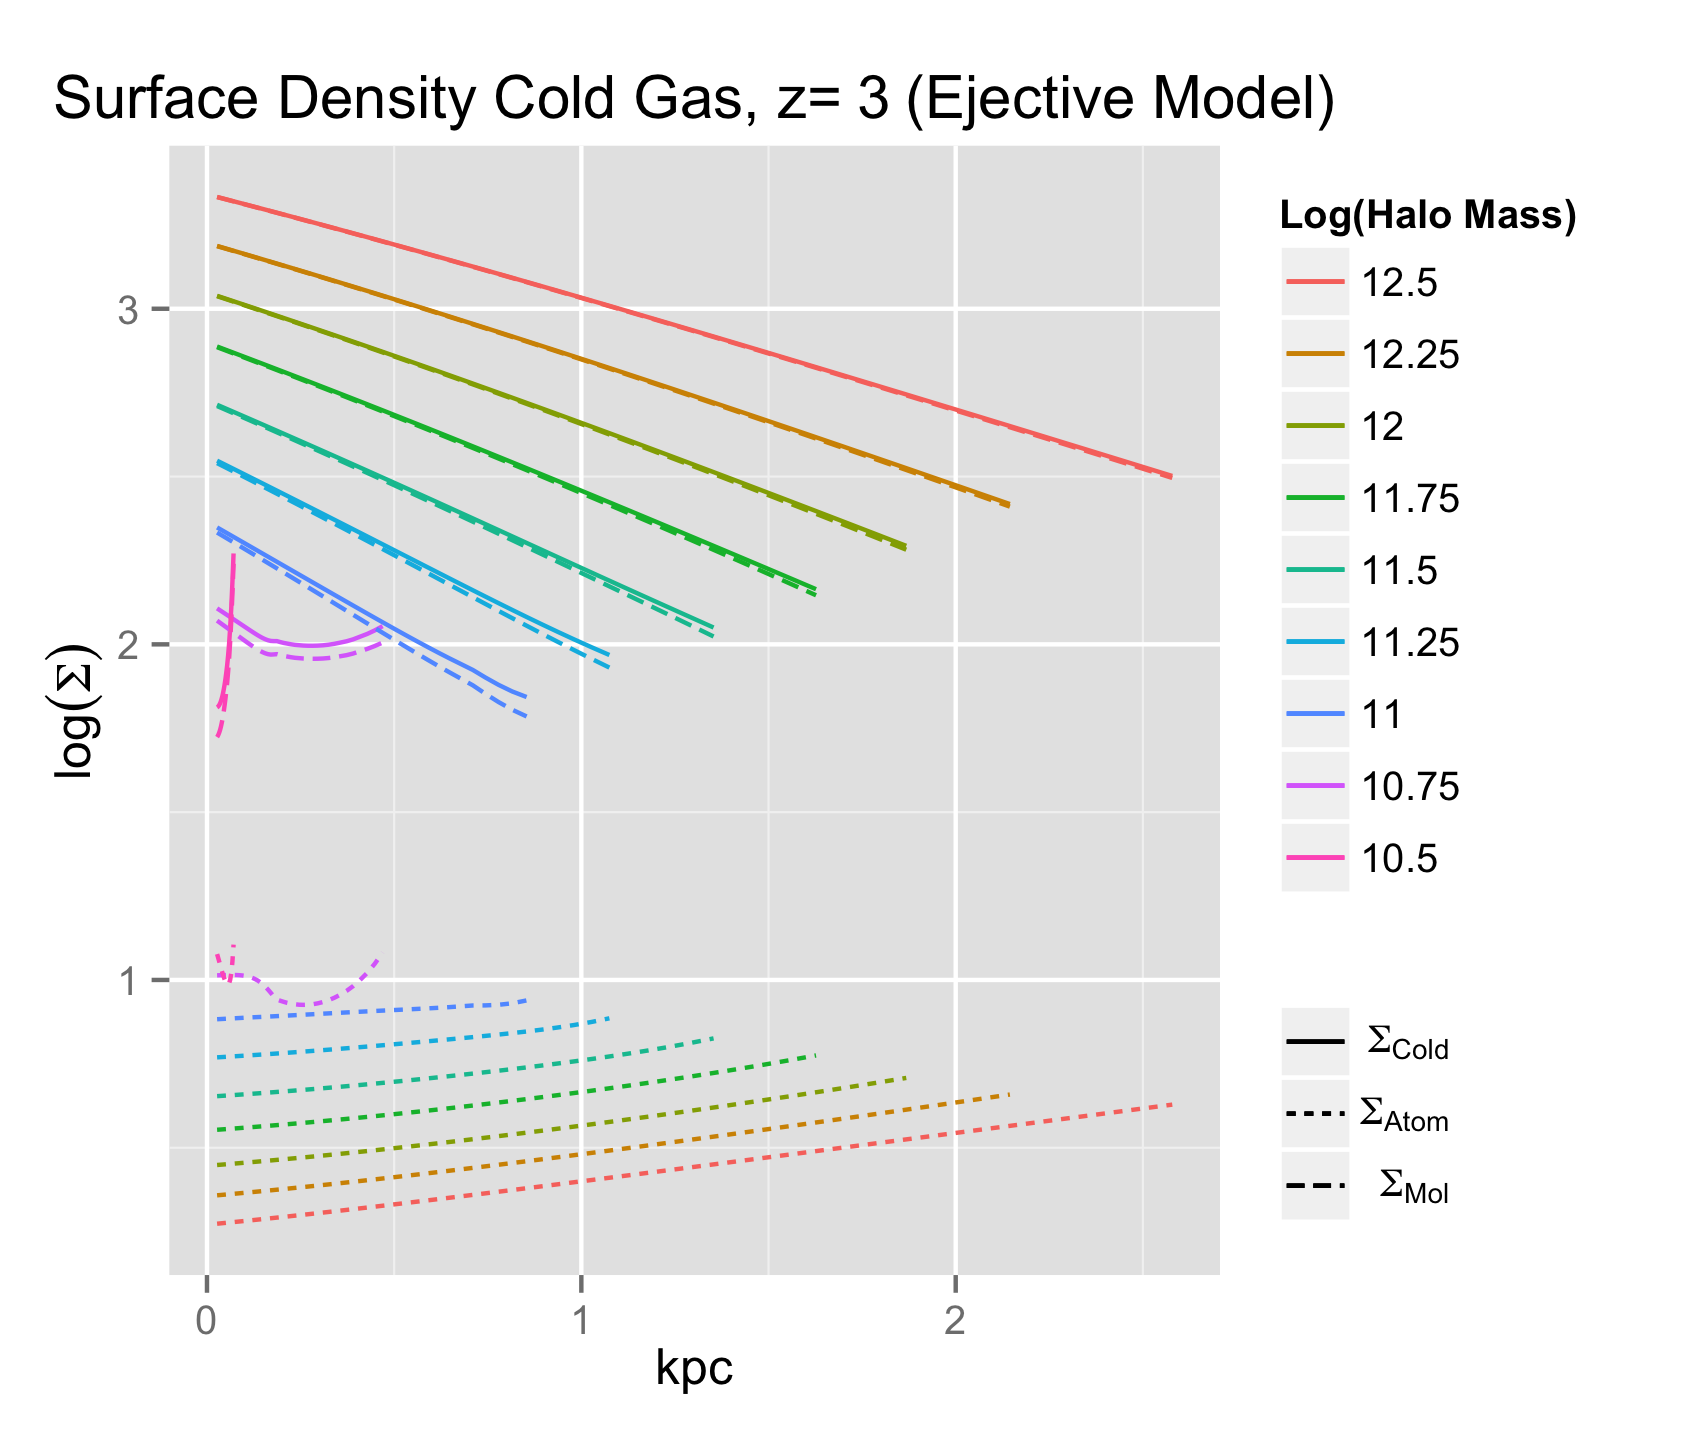 Surface Density Cold Gas, z= 3 (Ejective Model)
3
2
1
log(Σ)
0
1
2
kpc
Log(Halo Mass)
12.5
12.25
12
11.75
11.5
11.25
11
10.75
10.5
ΣCold
ΣAtom
ΣMol